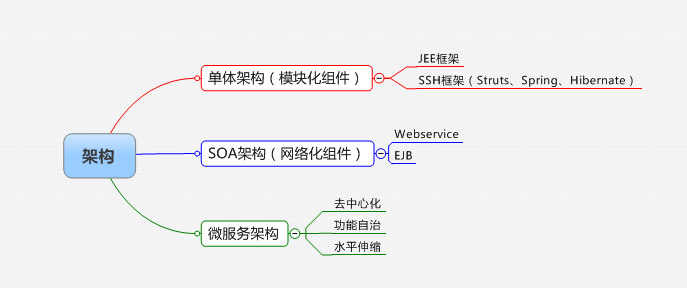 架构
单体架构（模块化组件）
JEE框架
SSH框架（Struts、Spring、Hibernate）
SOA架构（网络化组件）
Webservice
EJB
微服务架构
去中心化
功能自治
水平伸缩